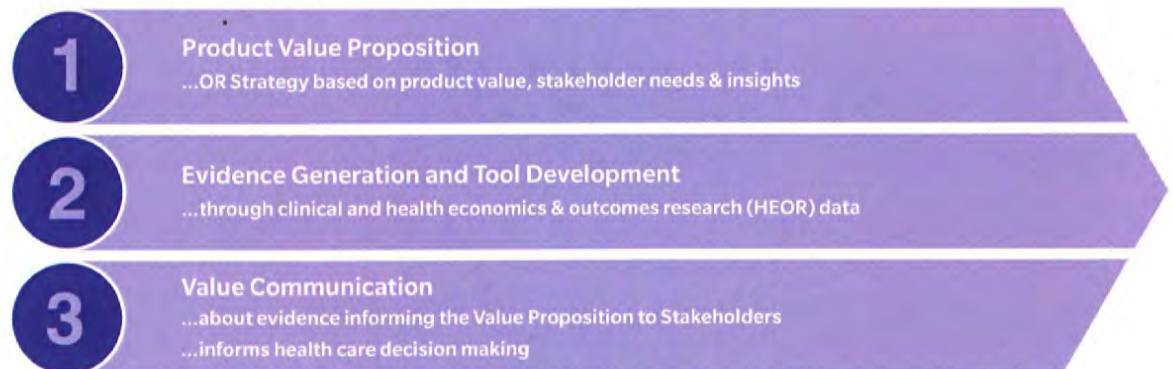 1
Product Value Proposition
...OR Strategy based on product value, stakeholder needs & insights
2
Evidence Generation and Tool Development
...through clinical and health economics & outcomes research (HEOR) data
3
Value Communication
...about evidence informing the Value Proposition to Stakeholders
...informs health care decision making